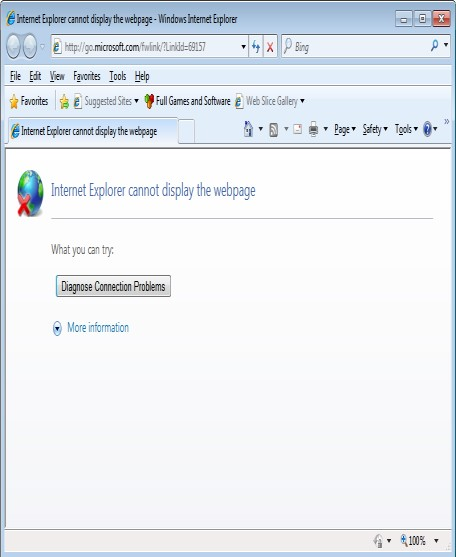 Internet Explorer cannot display the webpage - Windows Internet Explorer
http://go.microsoft.com/fwlink/?LinkId=69157
Bing
File Edit View Favorites Tools Help
Favorites Suggested Sites Full Games and Software Web Slice Gallery
Internet Explorer cannot display the webpage
Page Safety Tools »
Internet Explorer cannot display the webpage
What you can try:
Diagnose Connection Problems
More information
100%